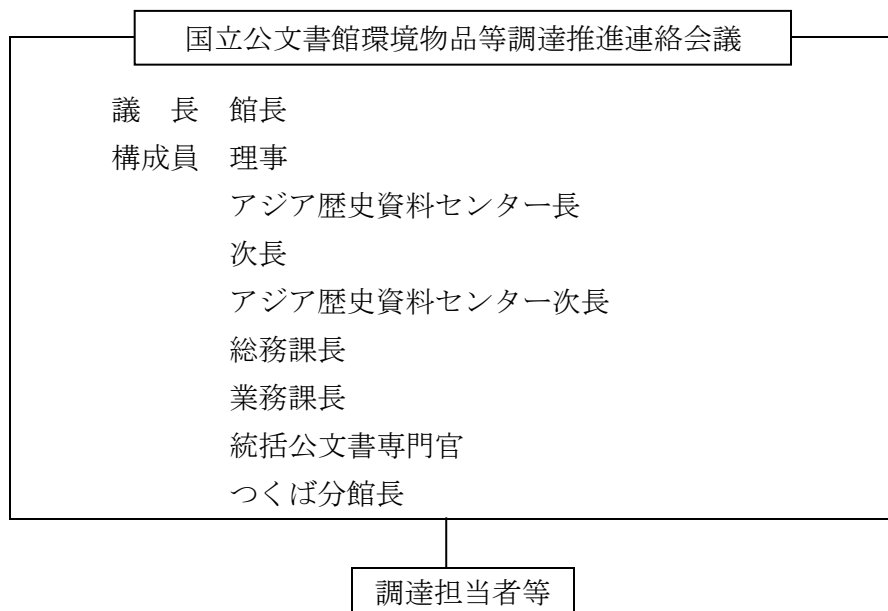 国立公文書館環境物品等調達推進連絡会議
議　長　館長
構成員　理事
アジア歴史資料センター長
次長
アジア歴史資料センター次長
総務課長
業務課長
統括公文書専門官
つくば分館長
調達担当者等